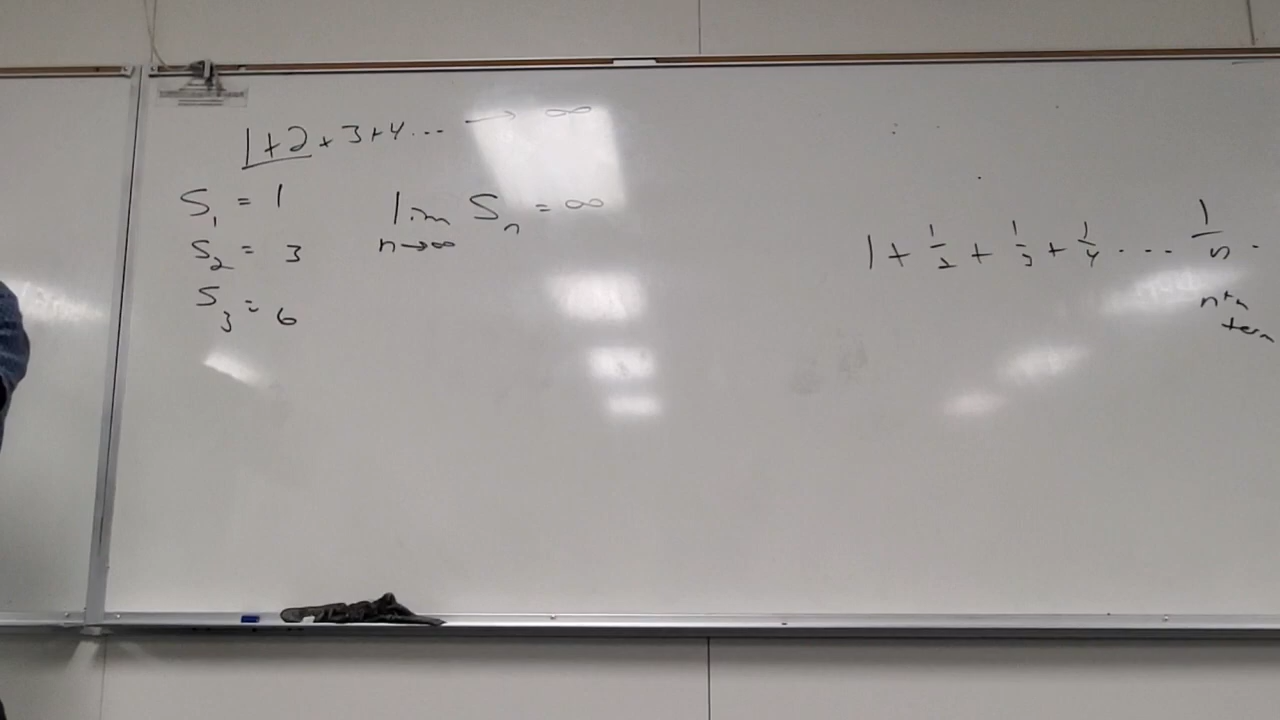 1+2+3+4... → ∞
S₁ = 1
S₂ = 3
S₃ = 6
lim Sₙ = ∞
n→∞
1 + 1/2 + 1/3 + 1/4 ... ... 1/n .
nth
term